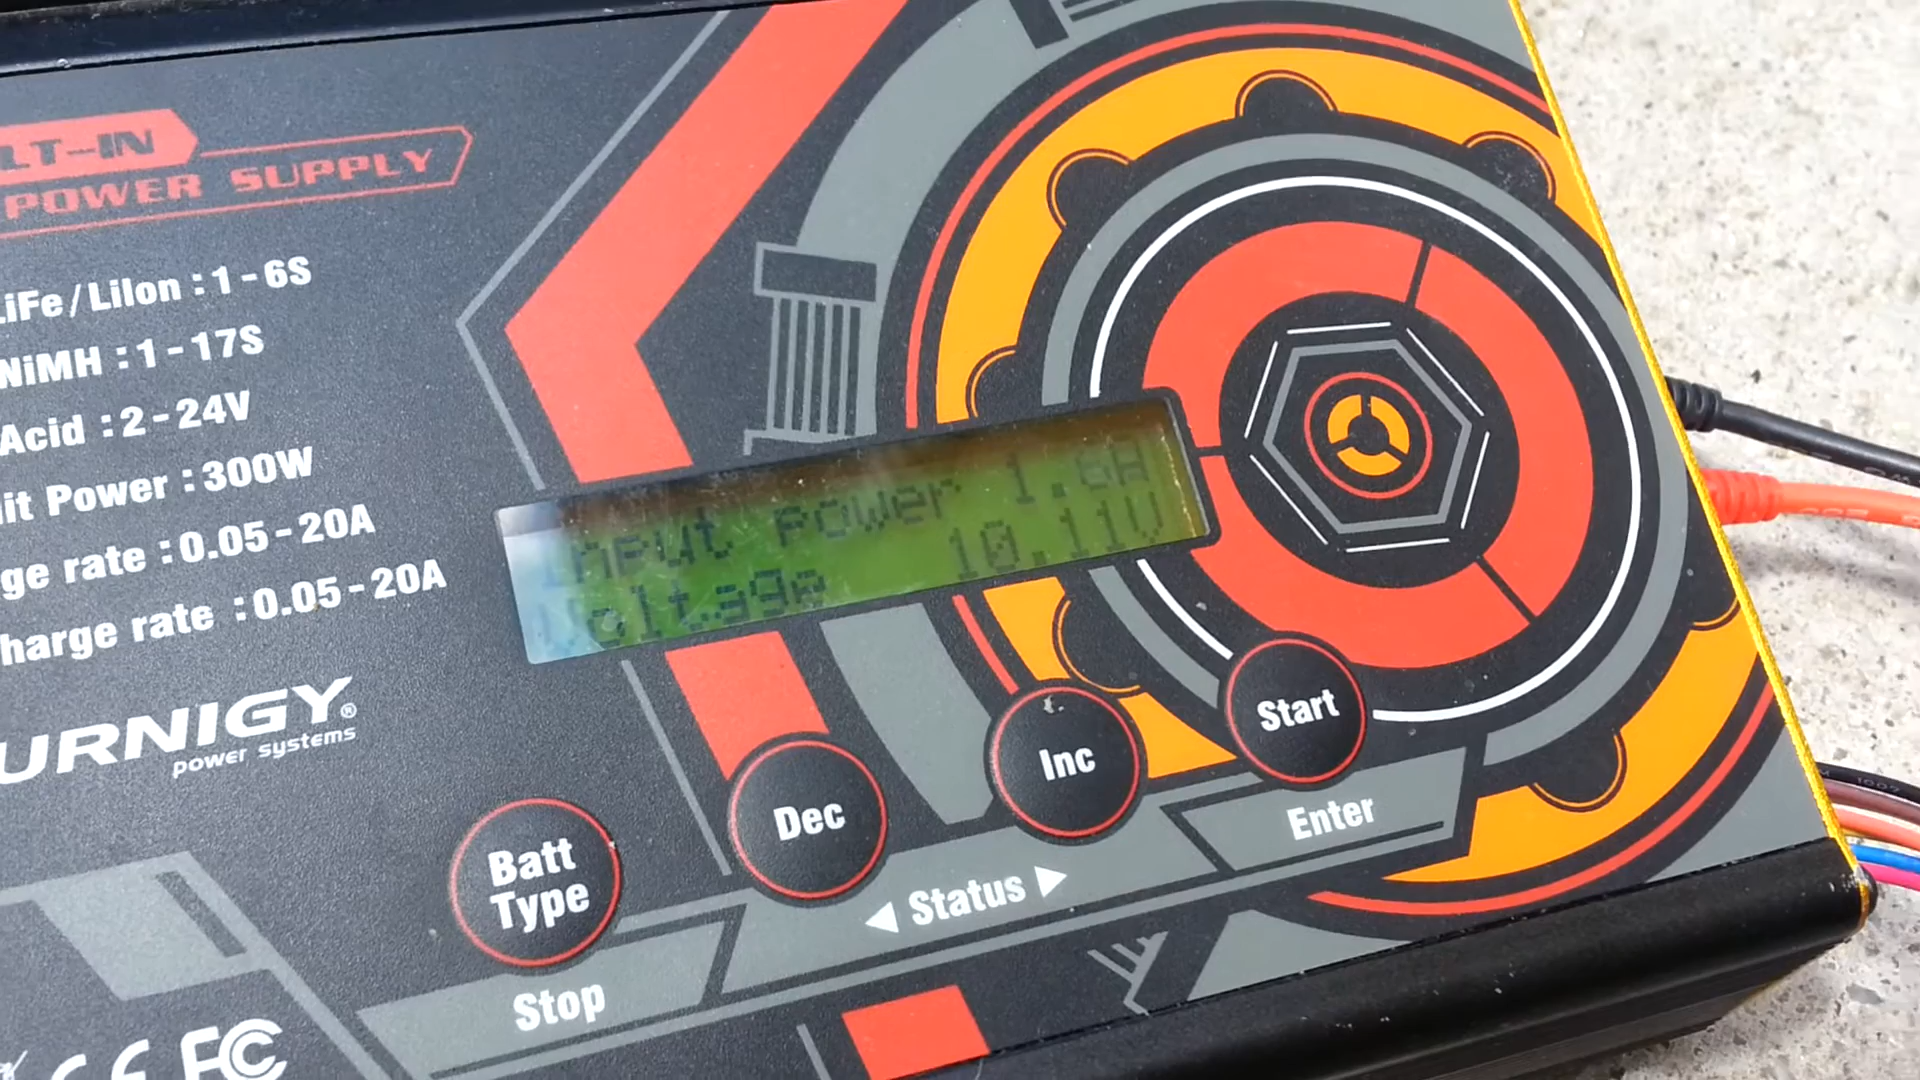 LT-IN
POWER SUPPLY
LiFe/LiIon : 1-6S
NiMH : 1-17S
Acid : 2-24V
it Power : 300W
ge rate : 0.05-20A
harge rate : 0.05-20A
Input power 1.6A
Voltage 10.11V
URNIGY®
power systems
Batt
Type
Dec
Inc
Start
Stop
◀ Status ▶
Enter
CE FC